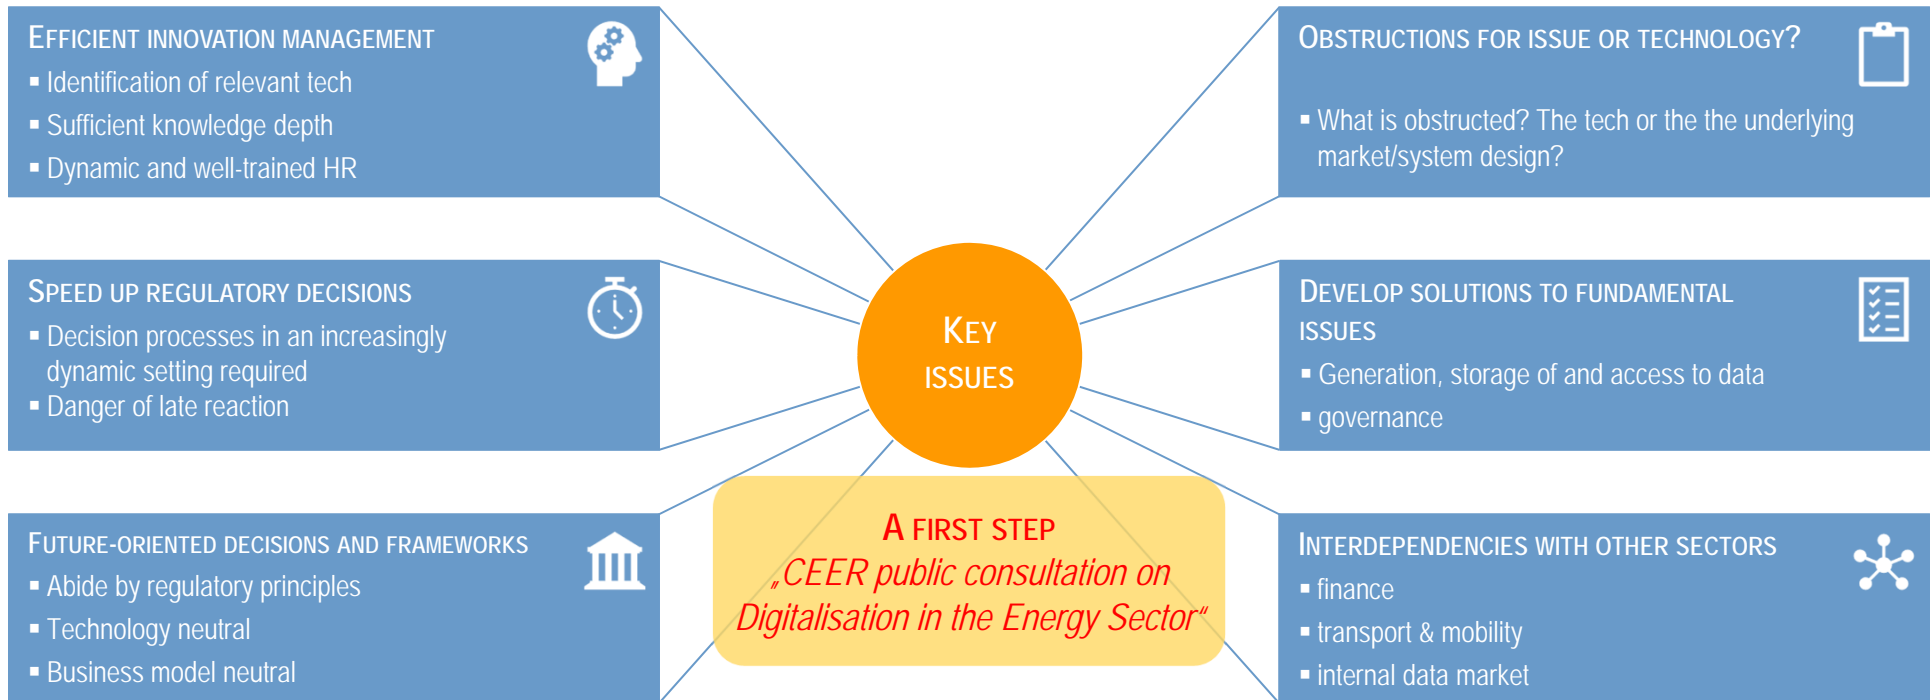 EFFICIENT INNOVATION MANAGEMENT
▪ Identification of relevant tech
▪ Sufficient knowledge depth
▪ Dynamic and well-trained HR
SPEED UP REGULATORY DECISIONS
▪ Decision processes in an increasingly
dynamic setting required
▪ Danger of late reaction
FUTURE-ORIENTED DECISIONS AND FRAMEWORKS
▪ Abide by regulatory principles
▪ Technology neutral
▪ Business model neutral
KEY
ISSUES
A FIRST STEP
„CEER public consultation on
Digitalisation in the Energy Sector“
OBSTRUCTIONS FOR ISSUE OR TECHNOLOGY?
▪ What is obstructed? The tech or the the underlying
market/system design?
DEVELOP SOLUTIONS TO FUNDAMENTAL
ISSUES
▪ Generation, storage of and access to data
▪ governance
INTERDEPENDENCIES WITH OTHER SECTORS
▪ finance
▪ transport & mobility
▪ internal data market